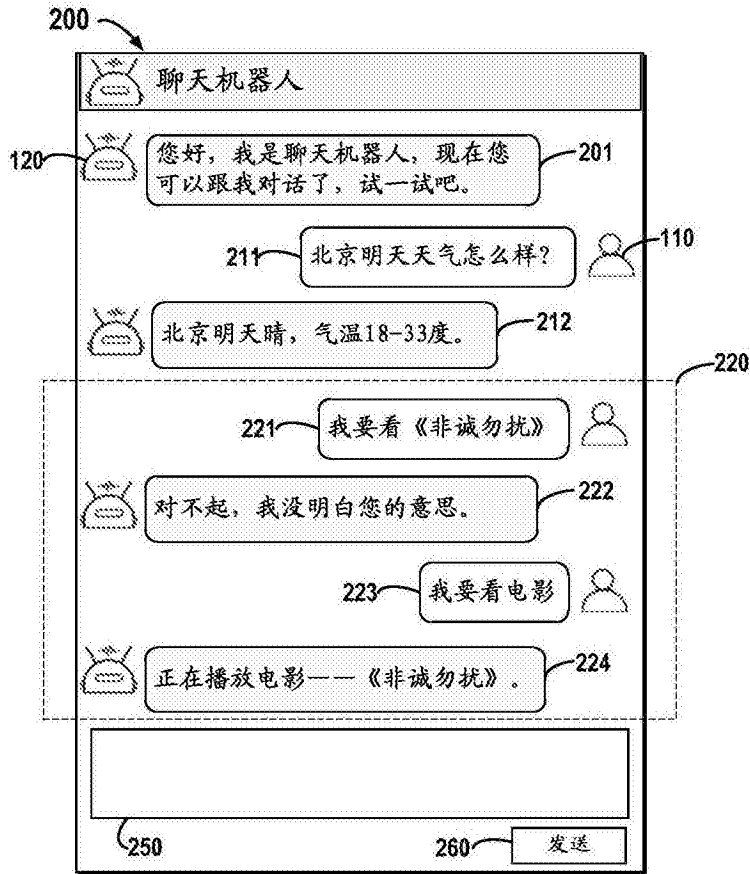 200
聊天机器人
120
您好，我是聊天机器人，现在您
可以跟我对话了，试一试吧。
201
211
北京明天天气怎么样？
110
北京明天晴，气温18-33度。
212
220
221
我要看《非诚勿扰》
对不起，我没明白您的意思。
222
223
我要看电影
正在播放电影——《非诚勿扰》。
224
250
260
发送